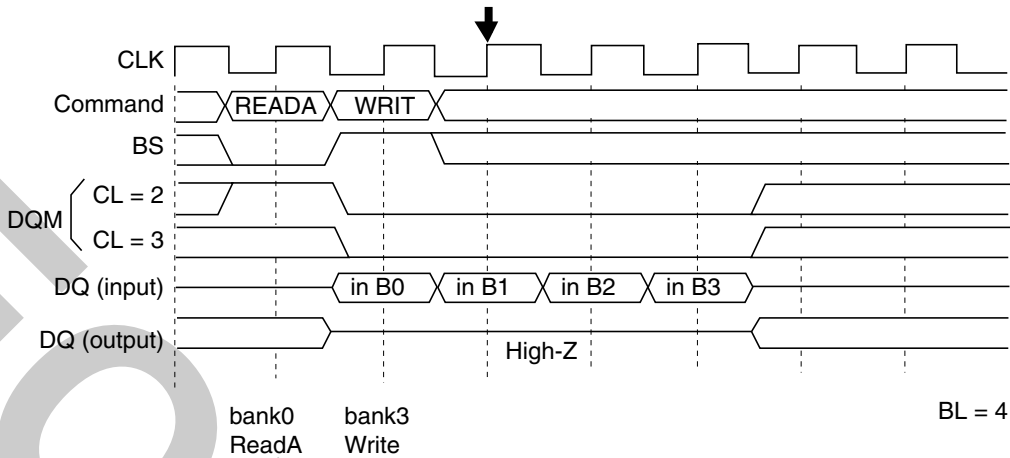 CLK
Command READA WRIT
BS
DQM
CL = 2
CL = 3
DQ (input) in B0 in B1 in B2 in B3
DQ (output)
High-Z
bank0 bank3 BL = 4
ReadA Write